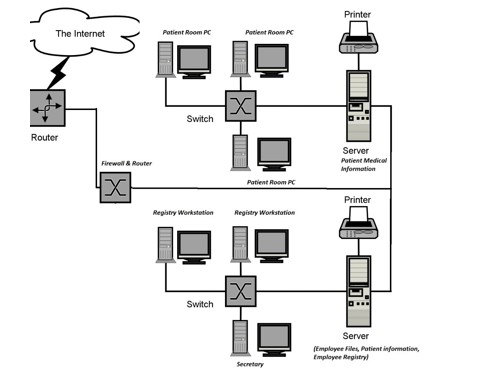 Printer
The Internet
Patient Room PC
Patient Room PC
Switch
Router
Server
Patient Medical
Information
Firewall & Router
Patient Room PC
Printer
Registry Workstation
Registry Workstation
Switch
Server
(Employee Files, Patient information,
Employee Registry)
Secretary